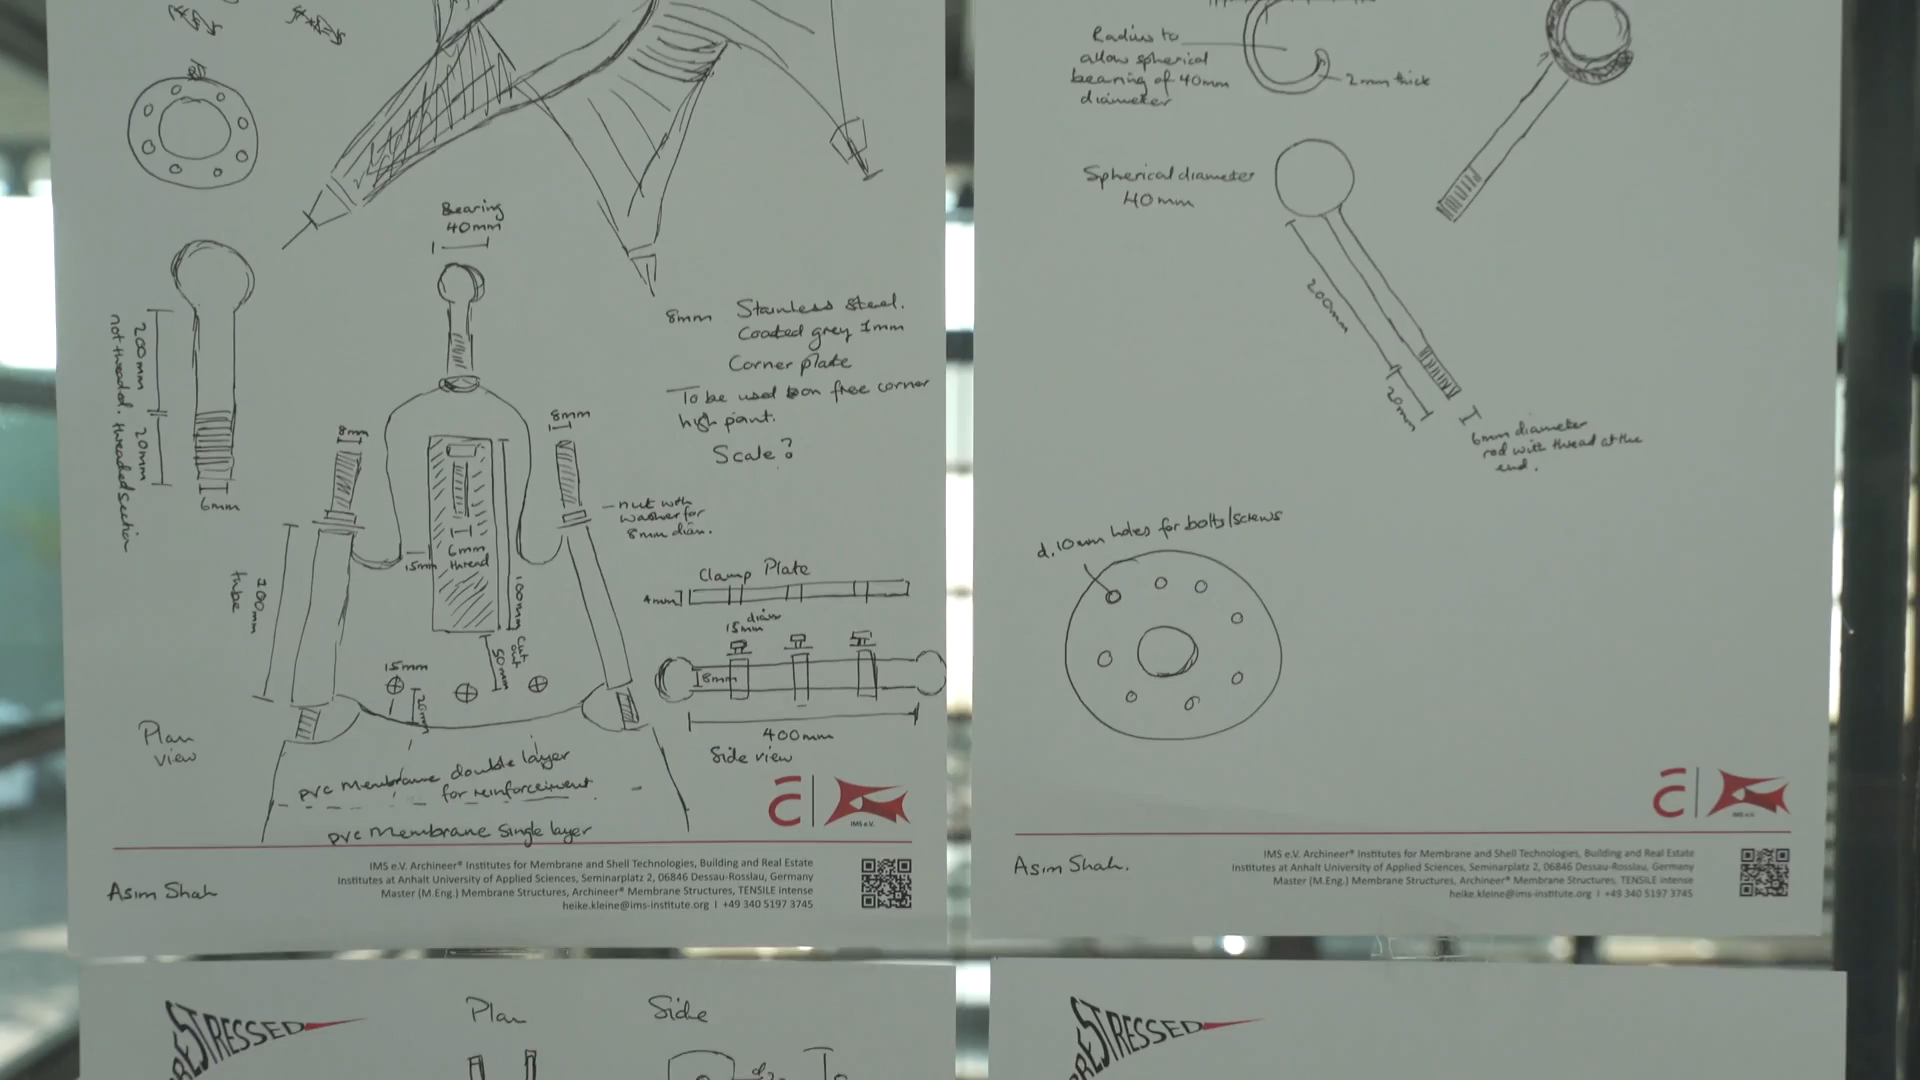 Bearing
40mm
200mm
not threaded.
20mm
threaded section
6mm
8mm
8mm
8mm Stainless Steel.
Coated grey 1mm
Corner plate
To be used on free corner
high point.
Scale?
nut with
washer for
8mm diam.
15mm
6mm
thread
100mm
cut out
50mm
200mm
tube
15mm
20mm
Clamp Plate
4mm
diam
15mm
8mm
400mm
Side view
Plan
view
pvc Membrane double layer
for reinforcement
pvc Membrane Single layer
IMS e.V.
IMS e.V. Archineer® Institutes for Membrane and Shell Technologies, Building and Real Estate
Institutes at Anhalt University of Applied Sciences, Seminarplatz 2, 06846 Dessau-Rosslau, Germany
Master (M.Eng.) Membrane Structures, Archineer® Membrane Structures, TENSILE intense
heike.kleine@ims-institute.org I +49 340 5197 3745
Asim Shah
Radius to
allow spherical
bearing of 40mm
diameter
2mm thick
Spherical diameter
40mm
200mm
20mm
6mm diameter
rod with thread at the
end.
d.10mm holes for bolts/screws
IMS e.V.
IMS e.V. Archineer® Institutes for Membrane and Shell Technologies, Building and Real Estate
Institutes at Anhalt University of Applied Sciences, Seminarplatz 2, 06846 Dessau-Rosslau, Germany
Master (M.Eng.) Membrane Structures, Archineer® Membrane Structures, TENSILE intense
heike.kleine@ims-institute.org I +49 340 5197 3745
Asim Shah.
RESTRESSED
Plan
Side
RESTRESSED